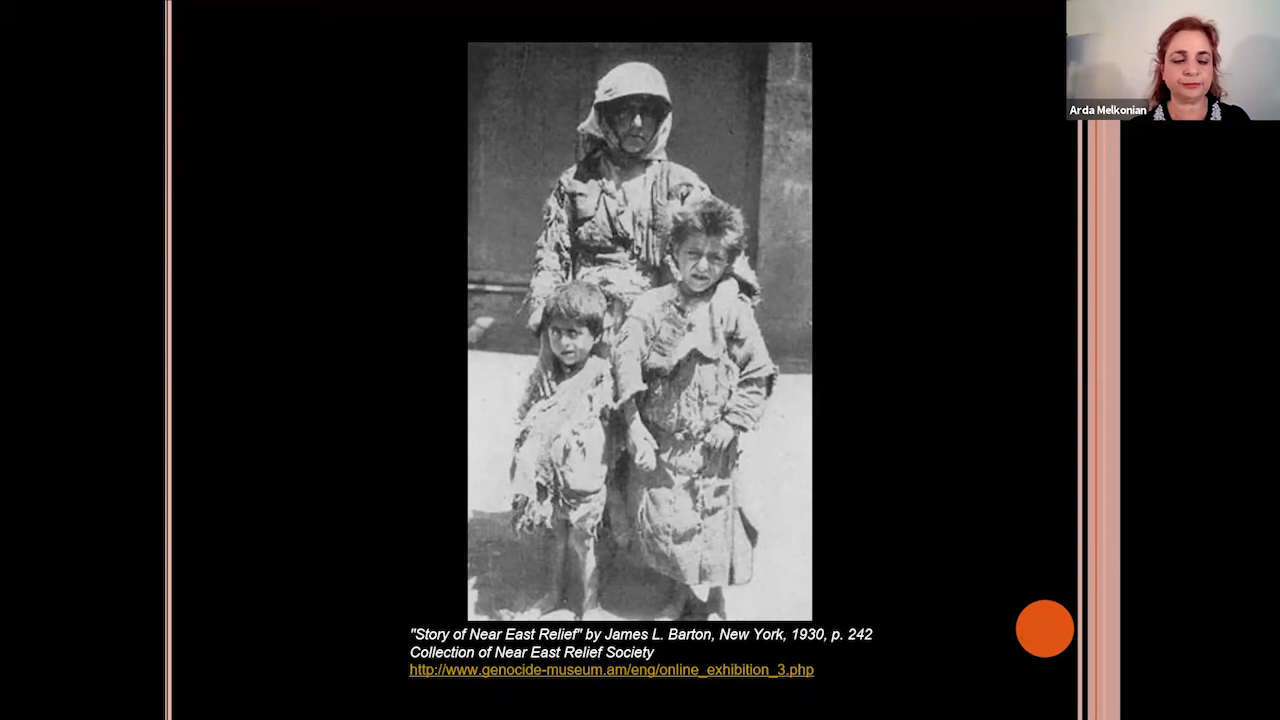 Arda Melkonian
"Story of Near East Relief" by James L. Barton, New York, 1930, p. 242
Collection of Near East Relief Society
http://www.genocide-museum.am/eng/online_exhibition_3.php